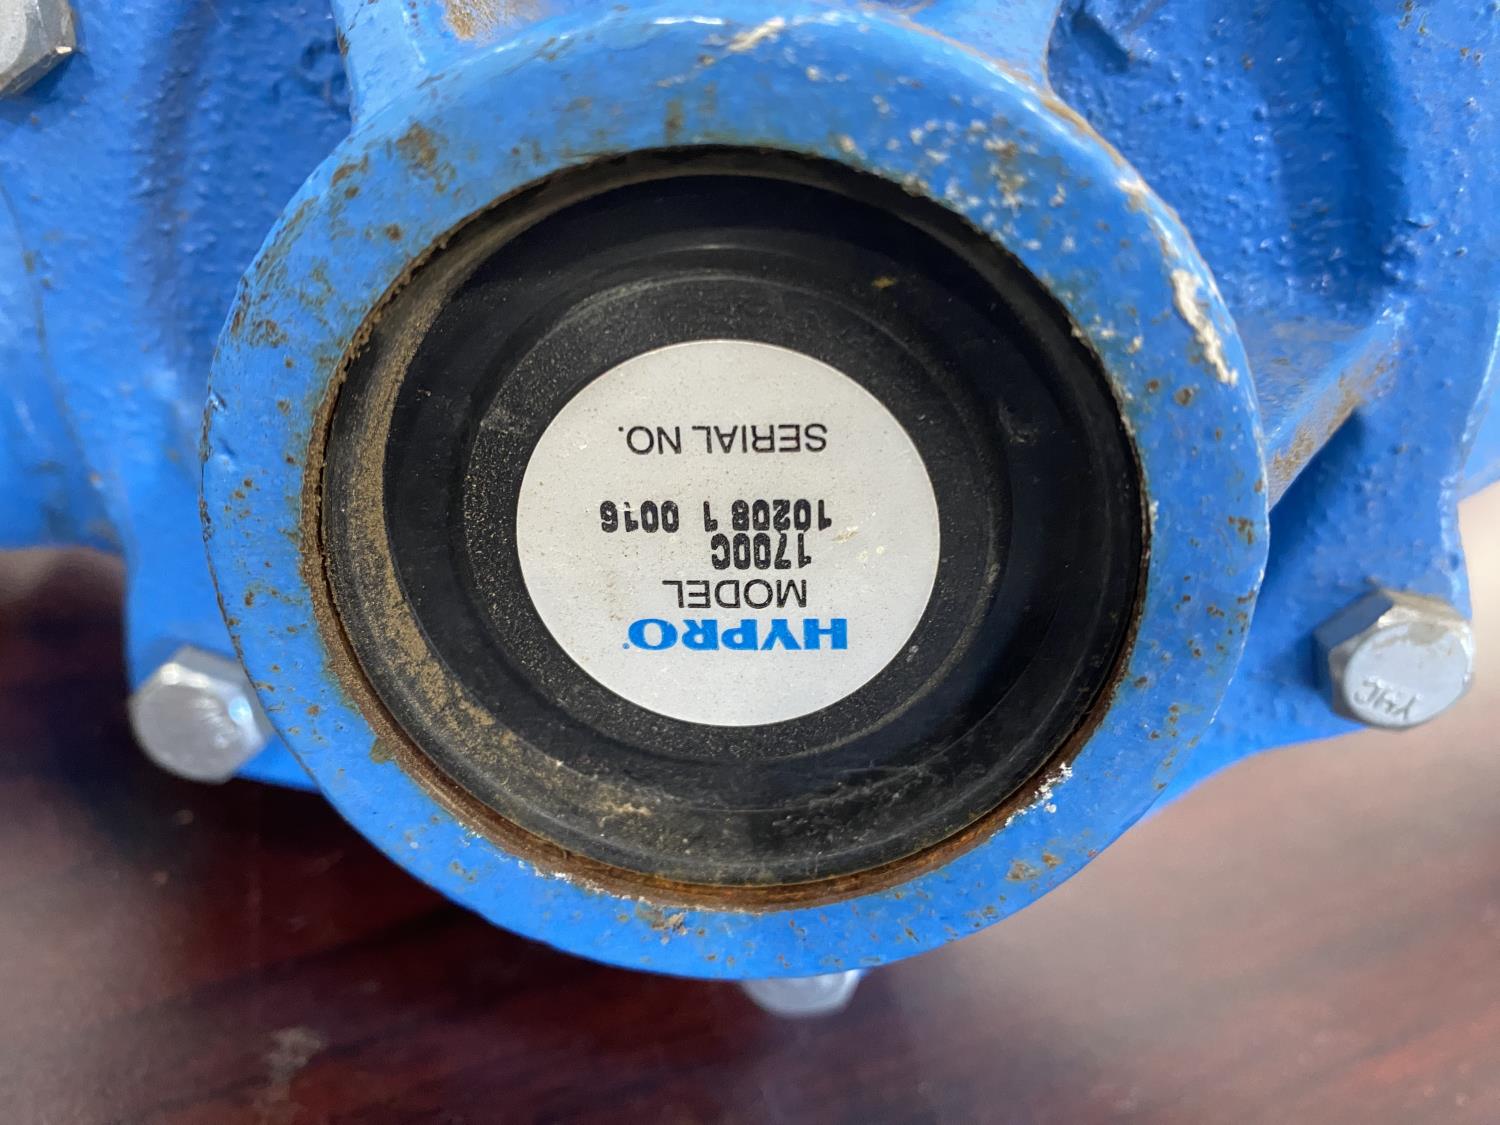 HYPRO
MODEL
1700C
10208 1 0016
SERIAL NO.